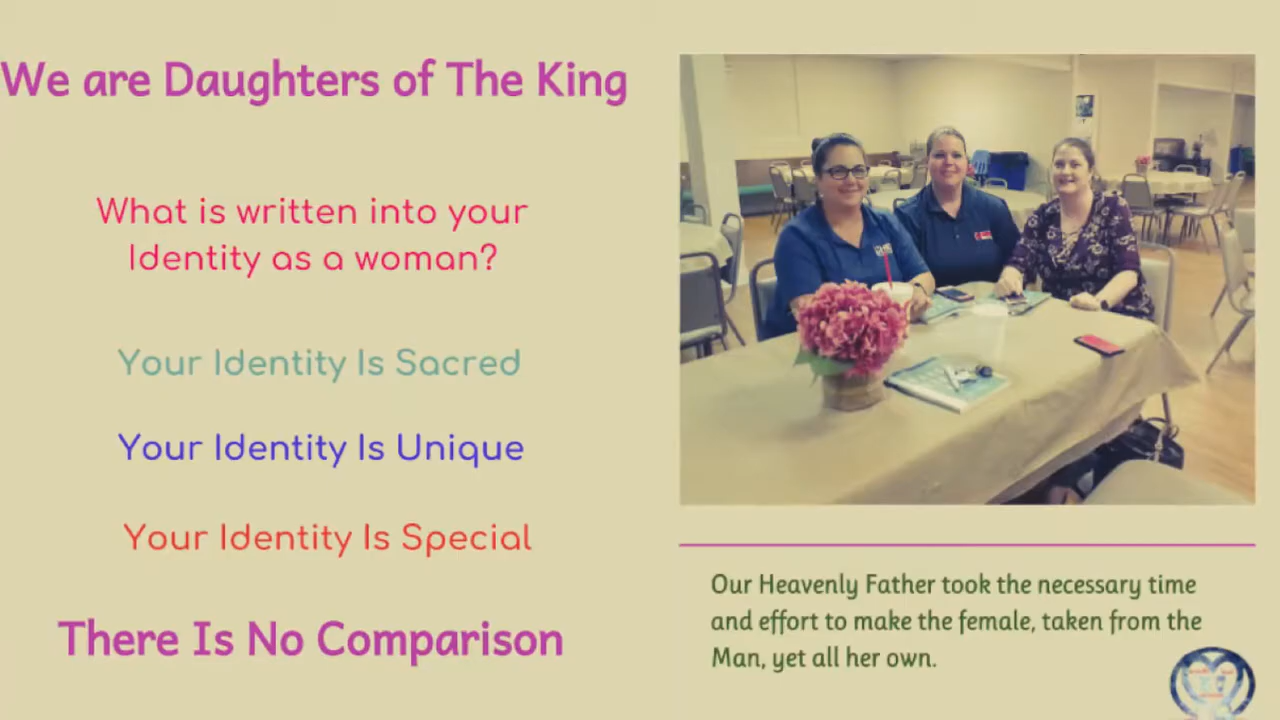 We are Daughters of The King
What is written into your
Identity as a woman?
Your Identity Is Sacred
Your Identity Is Unique
Your Identity Is Special
There Is No Comparison
Our Heavenly Father took the necessary time
and effort to make the female, taken from the
Man, yet all her own.